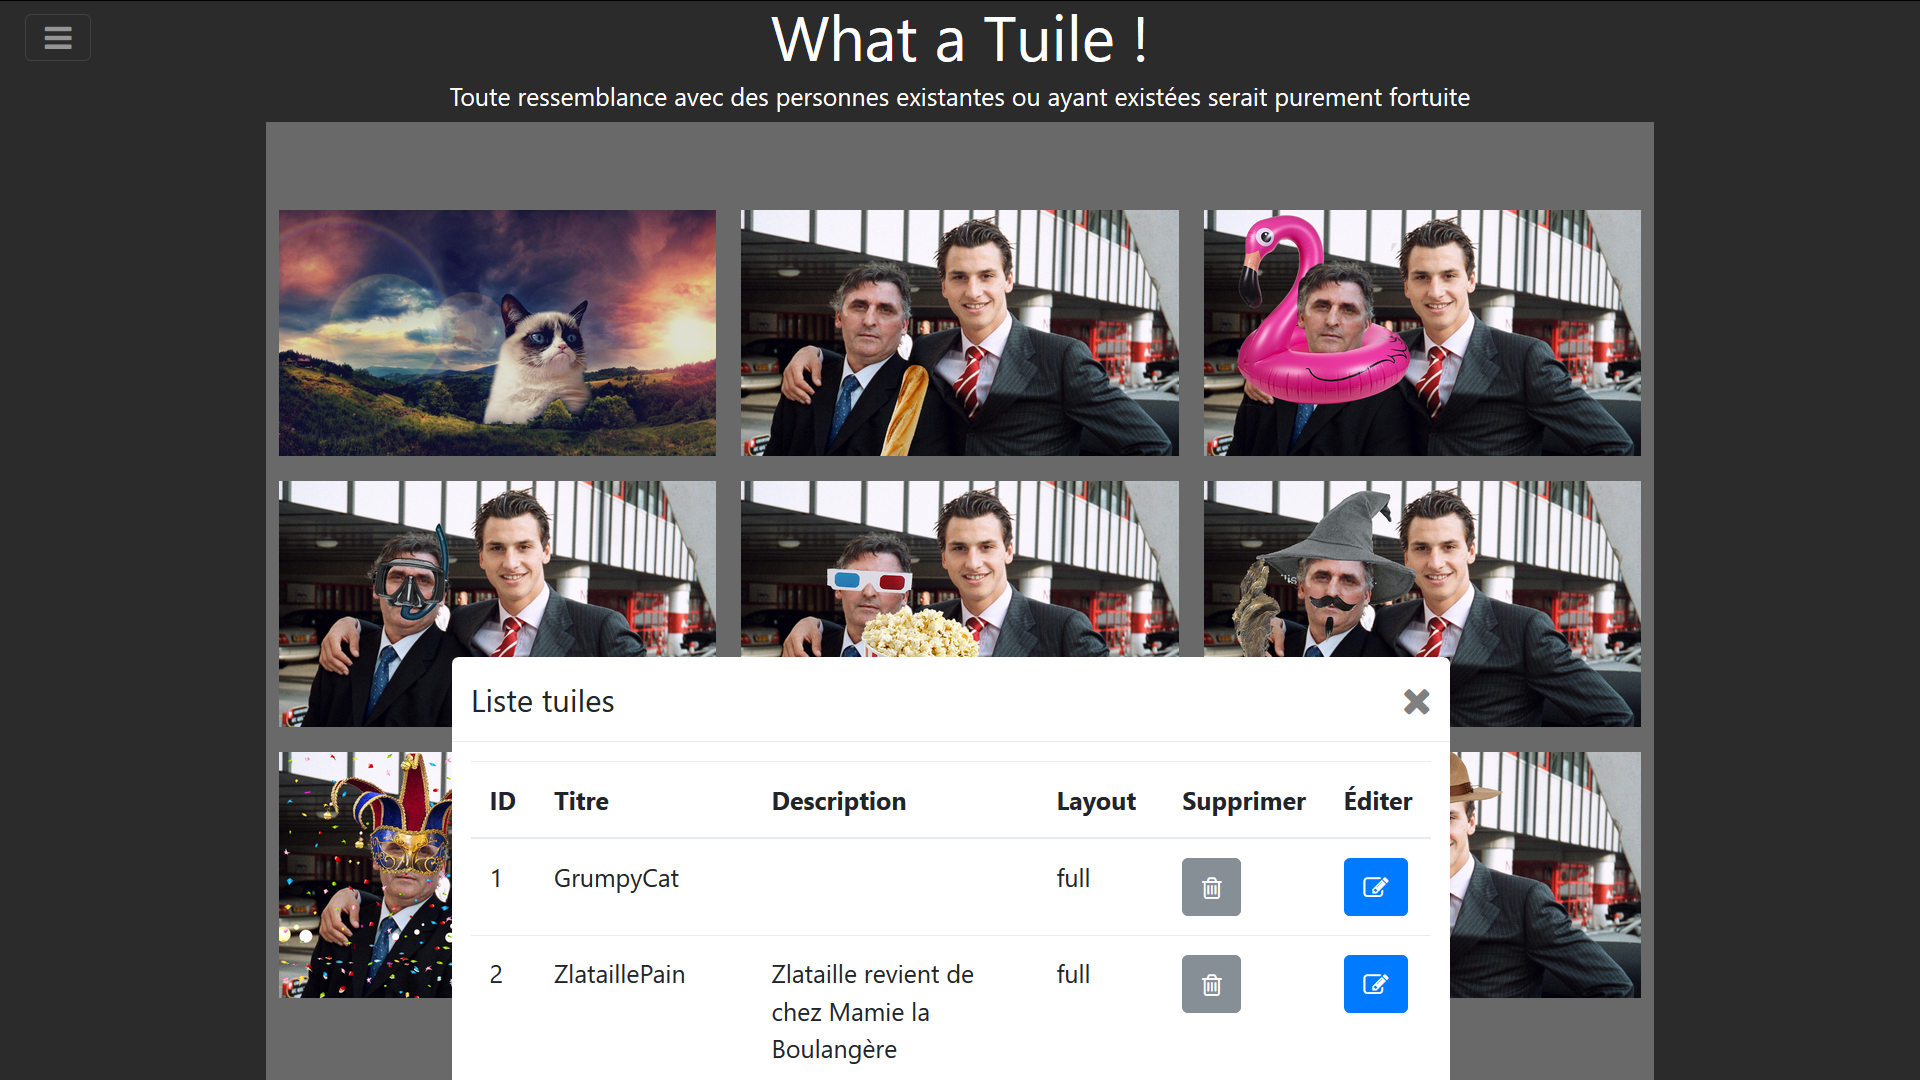 What a Tuile !
Toute ressemblance avec des personnes existantes ou ayant existées serait purement fortuite
Liste tuiles
ID Titre Description Layout Supprimer Éditer
1 GrumpyCat full
2 ZlataillePain Zlataille revient de full
chez Mamie la
Boulangère